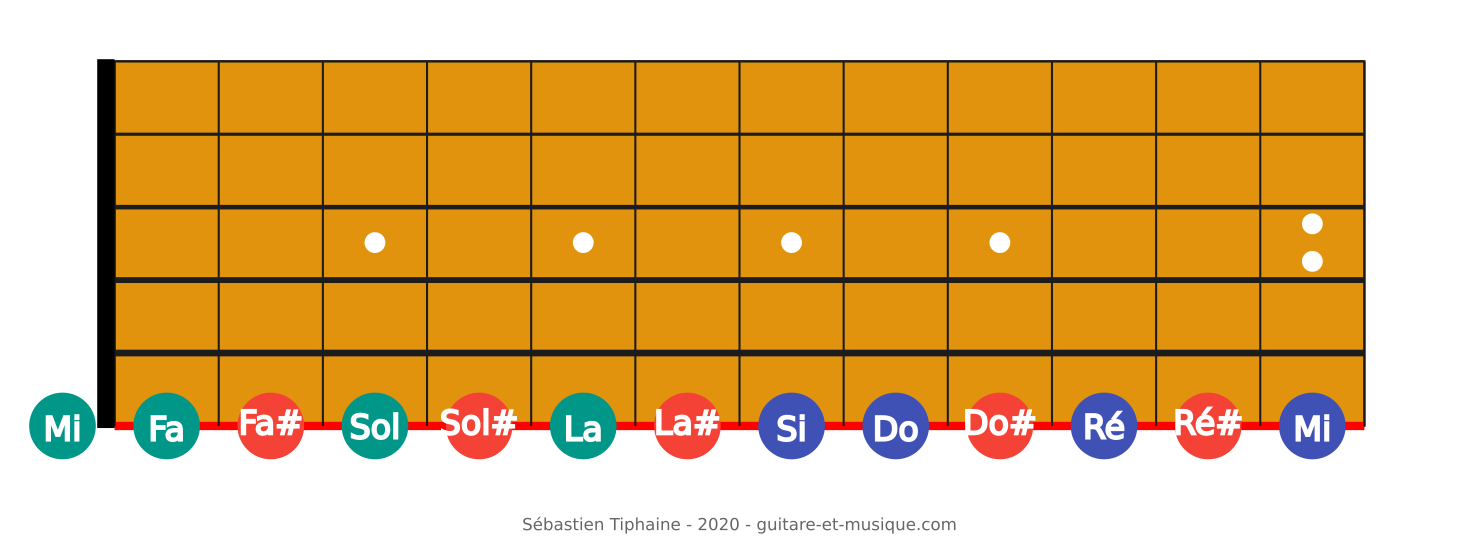 Mi Fa Fa# Sol Sol# La La# Si Do Do# Ré Ré# Mi
Sébastien Tiphaine - 2020 - guitare-et-musique.com